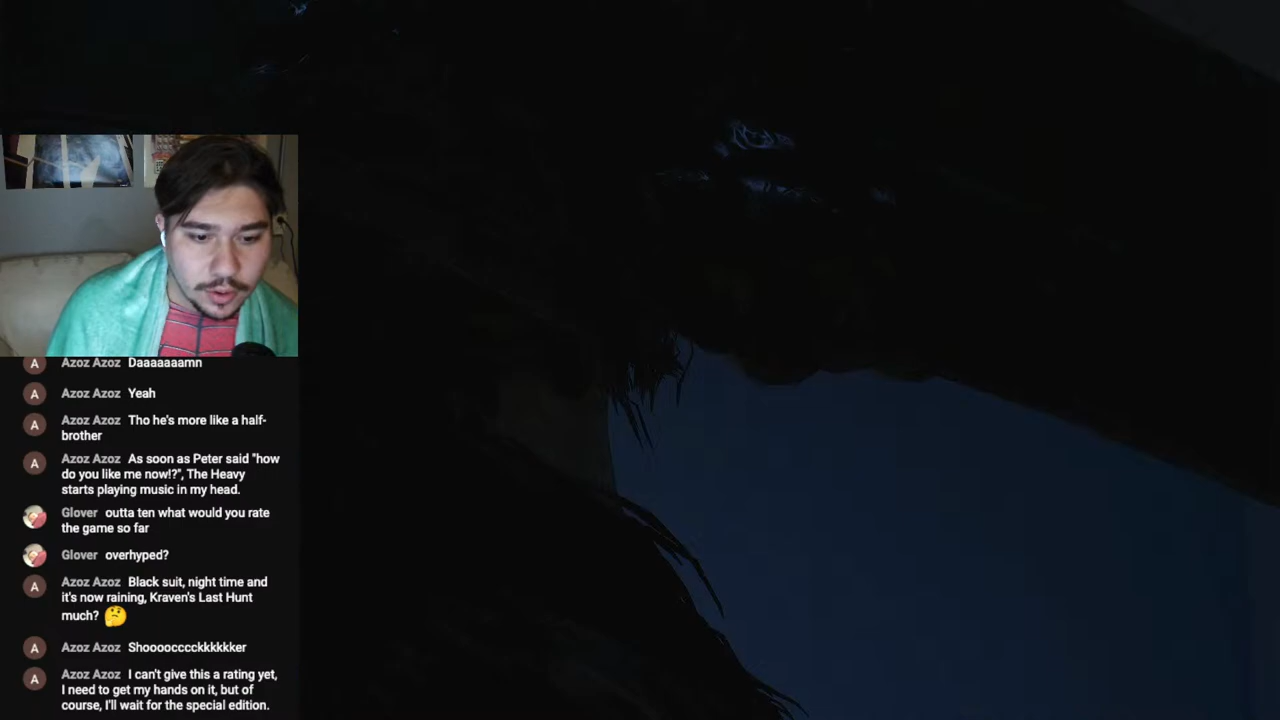 A Azoz Azoz Daaaaaaamn
A Azoz Azoz Yeah
A Azoz Azoz Tho he's more like a half-
brother
A Azoz Azoz As soon as Peter said "how
do you like me now!?", The Heavy
starts playing music in my head.
Glover outta ten what would you rate
the game so far
Glover overhyped?
A Azoz Azoz Black suit, night time and
it's now raining, Kraven's Last Hunt
much? 🤔
A Azoz Azoz Shoooocccckkkkkker
A Azoz Azoz I can't give this a rating yet,
I need to get my hands on it, but of
course, I'll wait for the special edition.